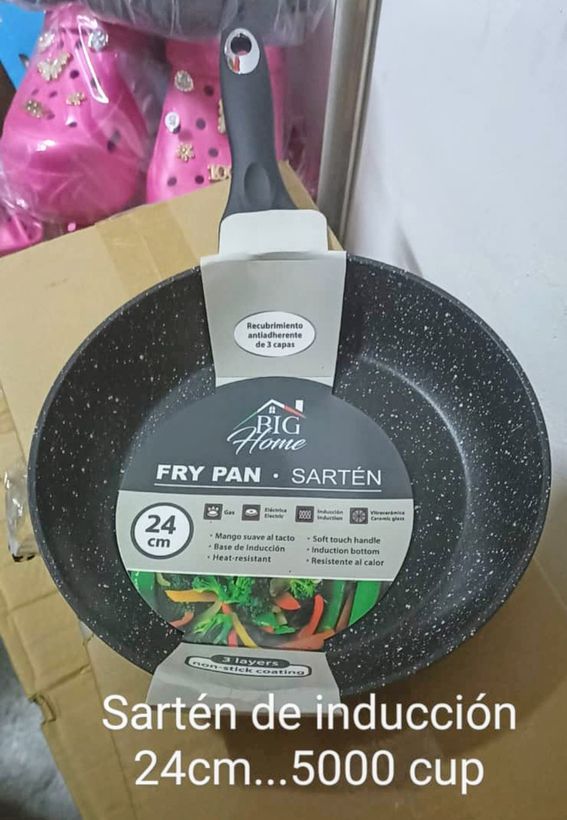 Recubrimiento
antiadherente
de 3 capas
BIG
Home
FRY PAN · SARTÉN
24
cm
Gas
Eléctrica
Electric
Inducción
Induction
Vitrocerámica
Ceramic glass
• Mango suave al tacto
• Base de Inducción
• Heat-resistant
• Soft touch handle
• Induction bottom
• Resistente al calor
3 layers
non-stick coating
Sartén de inducción
24cm...5000 cup